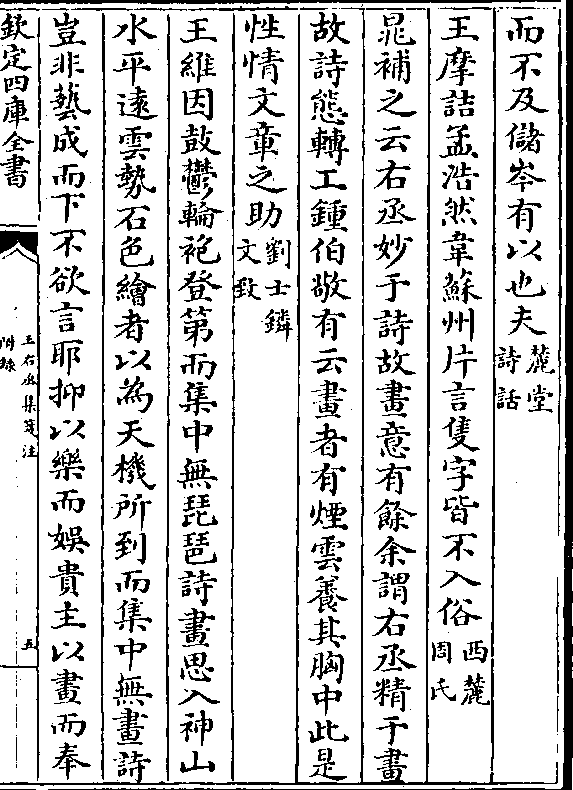 而不及儲岑有以也夫麓堂詩話
王摩詰孟浩然韋蘇州片言隻字皆不入俗西麓周氏
晁補之云右丞妙于詩故畫意有餘余謂右丞精于畫
故詩態轉工鍾伯敬有云畫者有煙雲養其胸中此是
性情文章之助劉士鏻文致
王維因鼓鬱輪袍登第而集中無琵琶詩畫思入神山
水平遠雲勢石色繪者以為天機所到而集中無畫詩
豈非藝成而下不欲言耶抑以樂而娛貴主以畫而奉
欽定四庫全書
王右丞集箋注
附錄
五